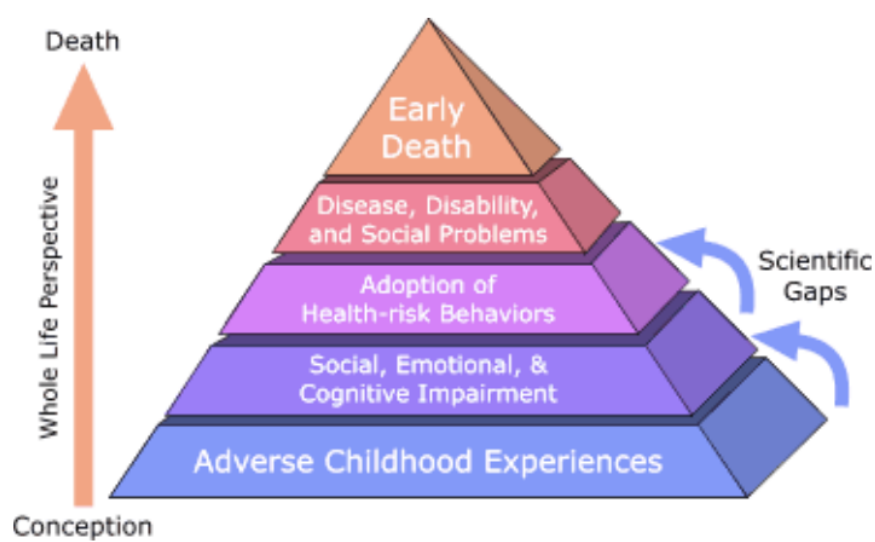 Death
Early
Death
Disease, Disability,
and Social Problems
Whole Life Perspective
Scientific
Gaps
Adoption of
Health-risk Behaviors
Social, Emotional, &
Cognitive Impairment
Adverse Childhood Experiences
Conception